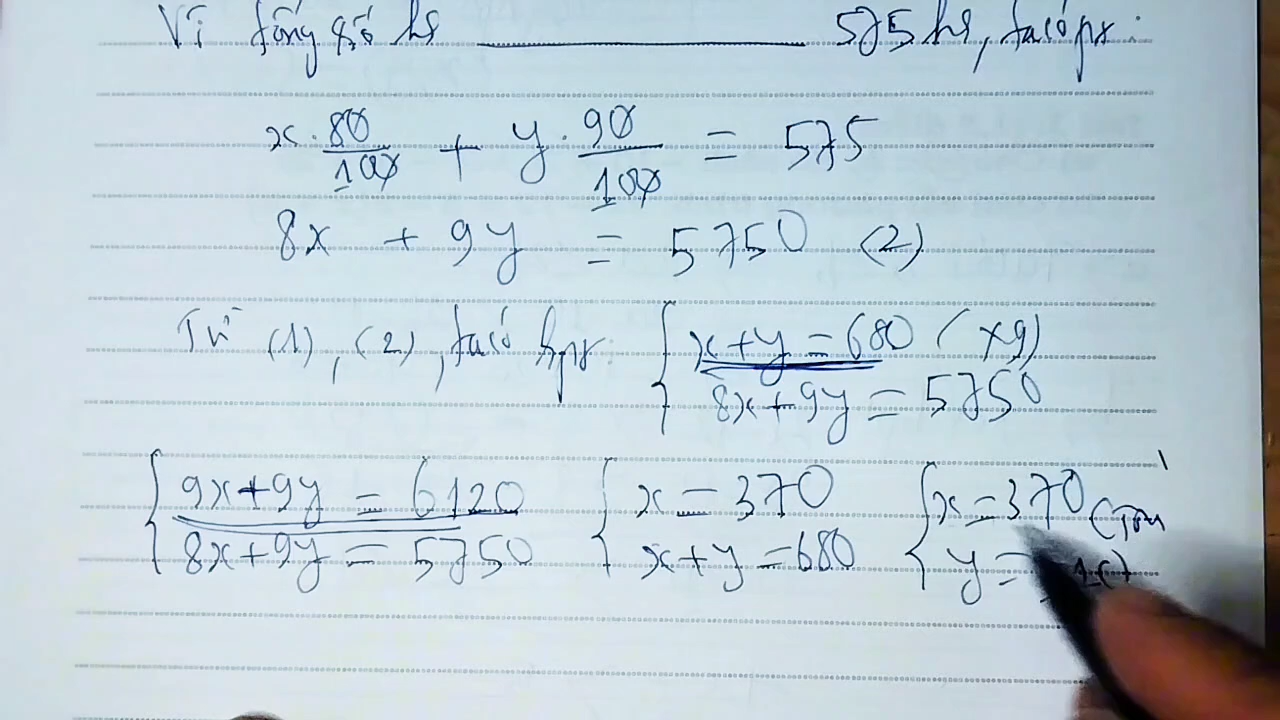 Vì tổng số hs ________ 575 hs, ta có pt:
x . 80/100 + y . 90/100 = 575
8x + 9y = 5750 (2)
Từ (1), (2), ta có hpt: { x + y = 680 (x9)
8x + 9y = 5750
{ 9x + 9y = 6120 { x = 370 { x = 370
8x + 9y = 5750 x + y = 680 y =